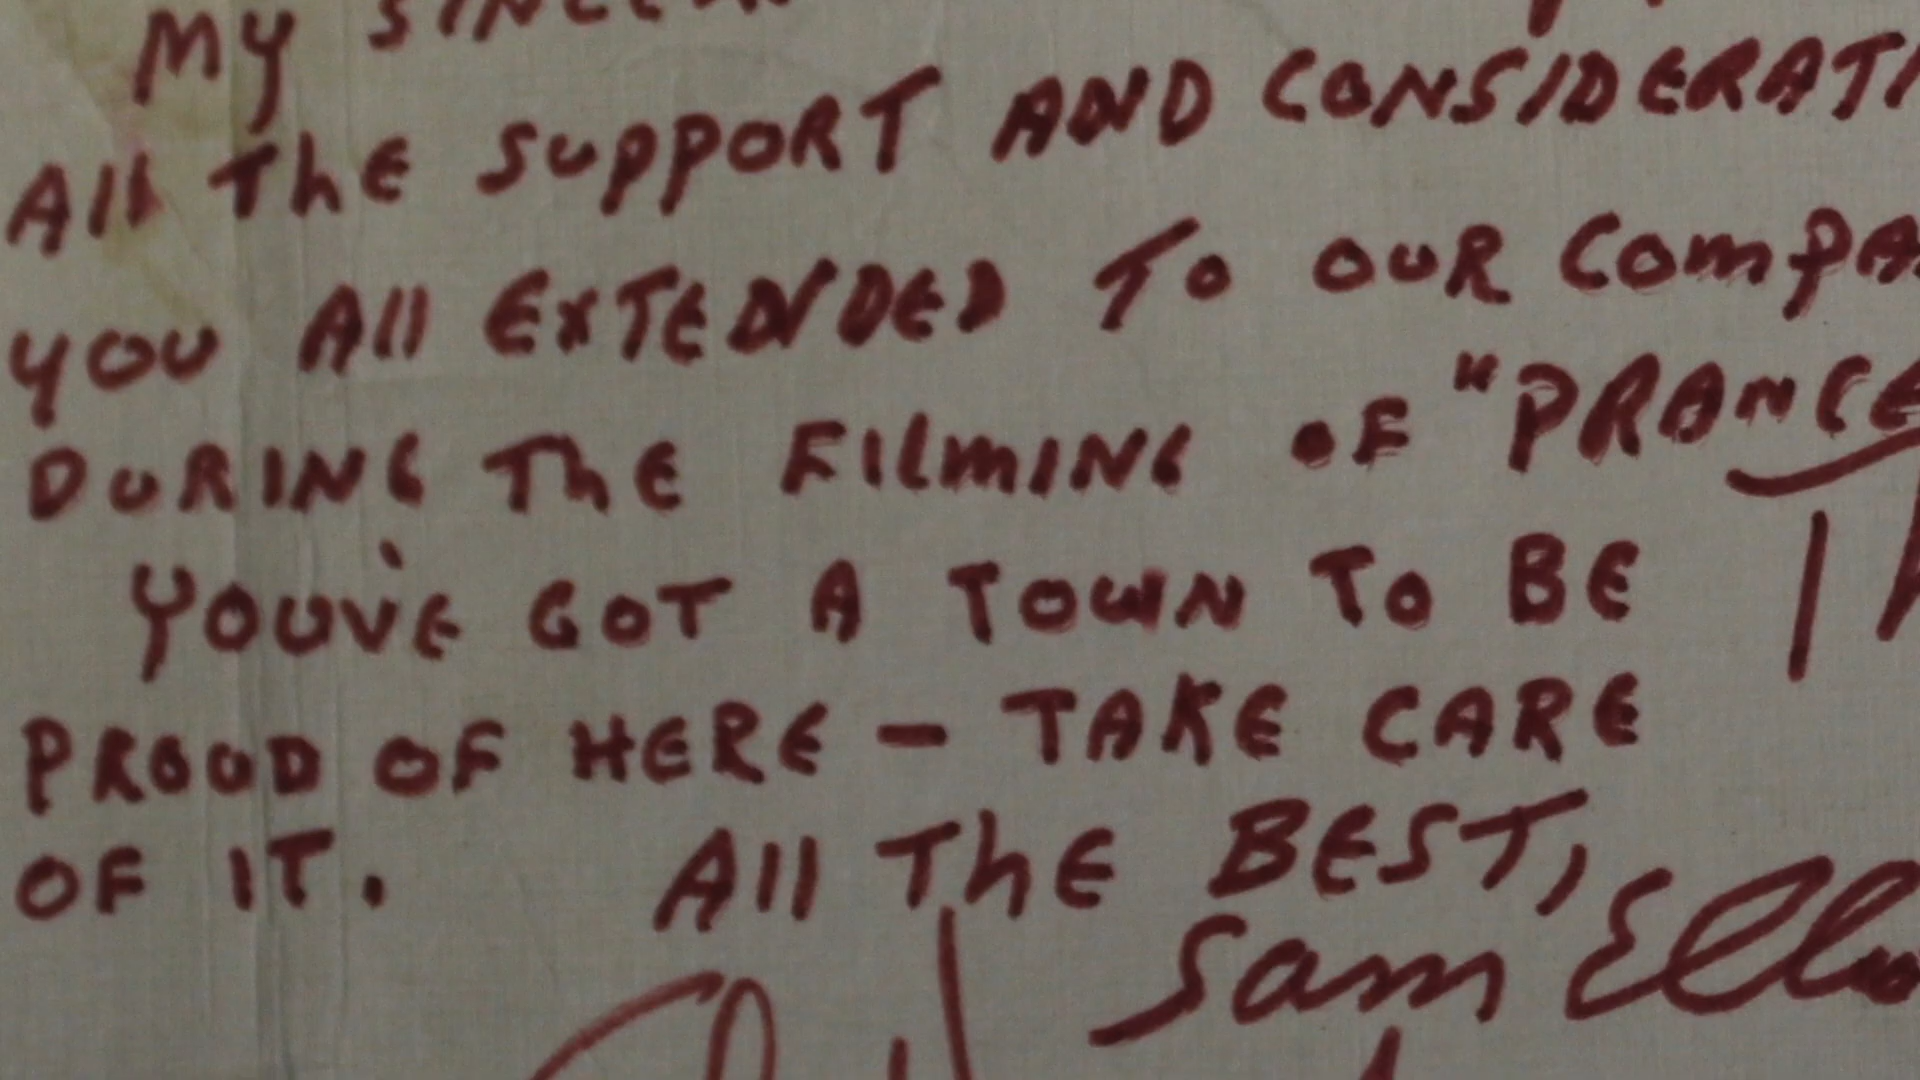 My SINCER
All The SuppORT AND CONSIDERATI
you All EXTENDED To OUR CompA
DURING The FIlmING OF "PRANCE
YOU'VE GOT A TOWN TO BE
PROUD OF HERE – TAKE CARE
OF IT.
All The BEST,
Sam Ell